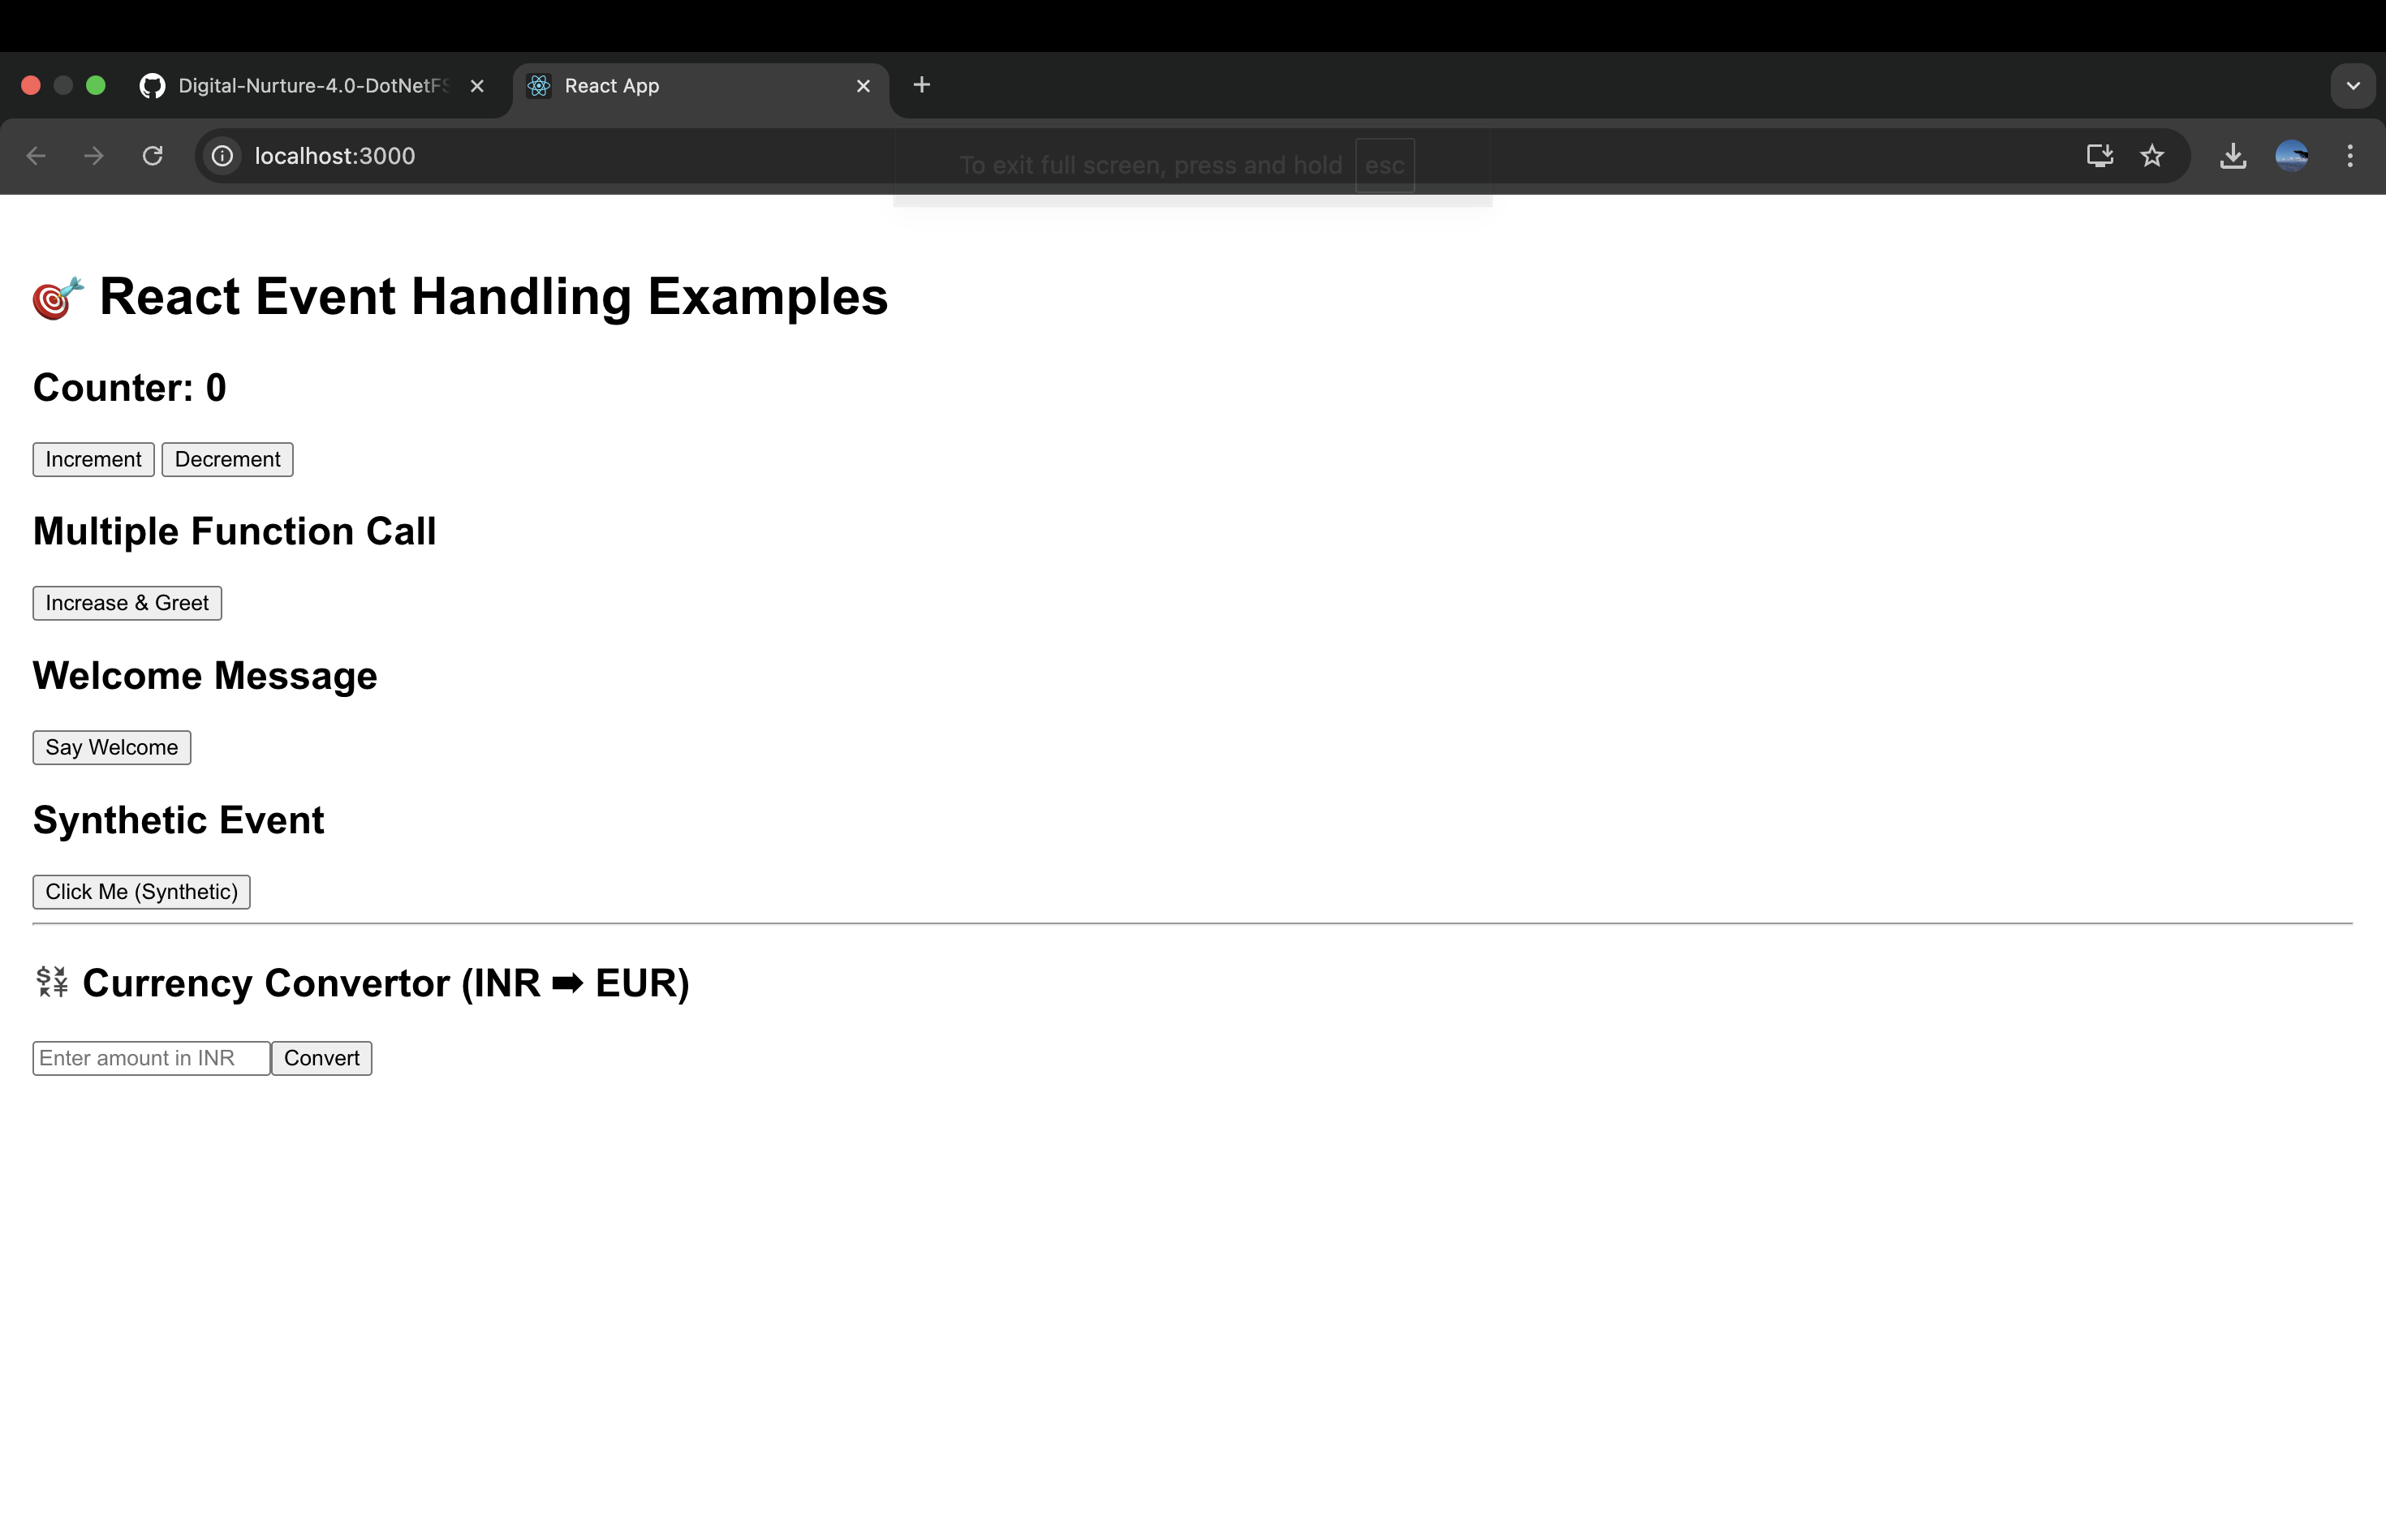 Digital-Nurture-4.0-DotNetFS
React App
localhost:3000
To exit full screen, press and hold esc
🎯 React Event Handling Examples
Counter: 0
Increment Decrement
Multiple Function Call
Increase & Greet
Welcome Message
Say Welcome
Synthetic Event
Click Me (Synthetic)
💱 Currency Convertor (INR ➡ EUR)
Enter amount in INR Convert